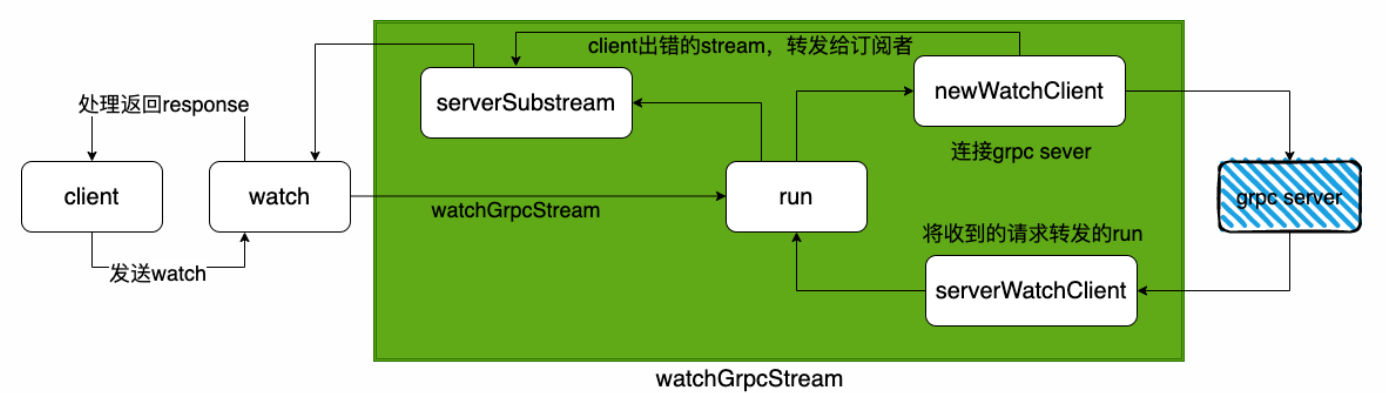 client出错的stream，转发给订阅者
serverSubstream
newWatchClient
处理返回response
连接grpc sever
client
watch
run
grpc server
watchGrpcStream
将收到的请求转发的run
发送watch
serverWatchClient
watchGrpcStream